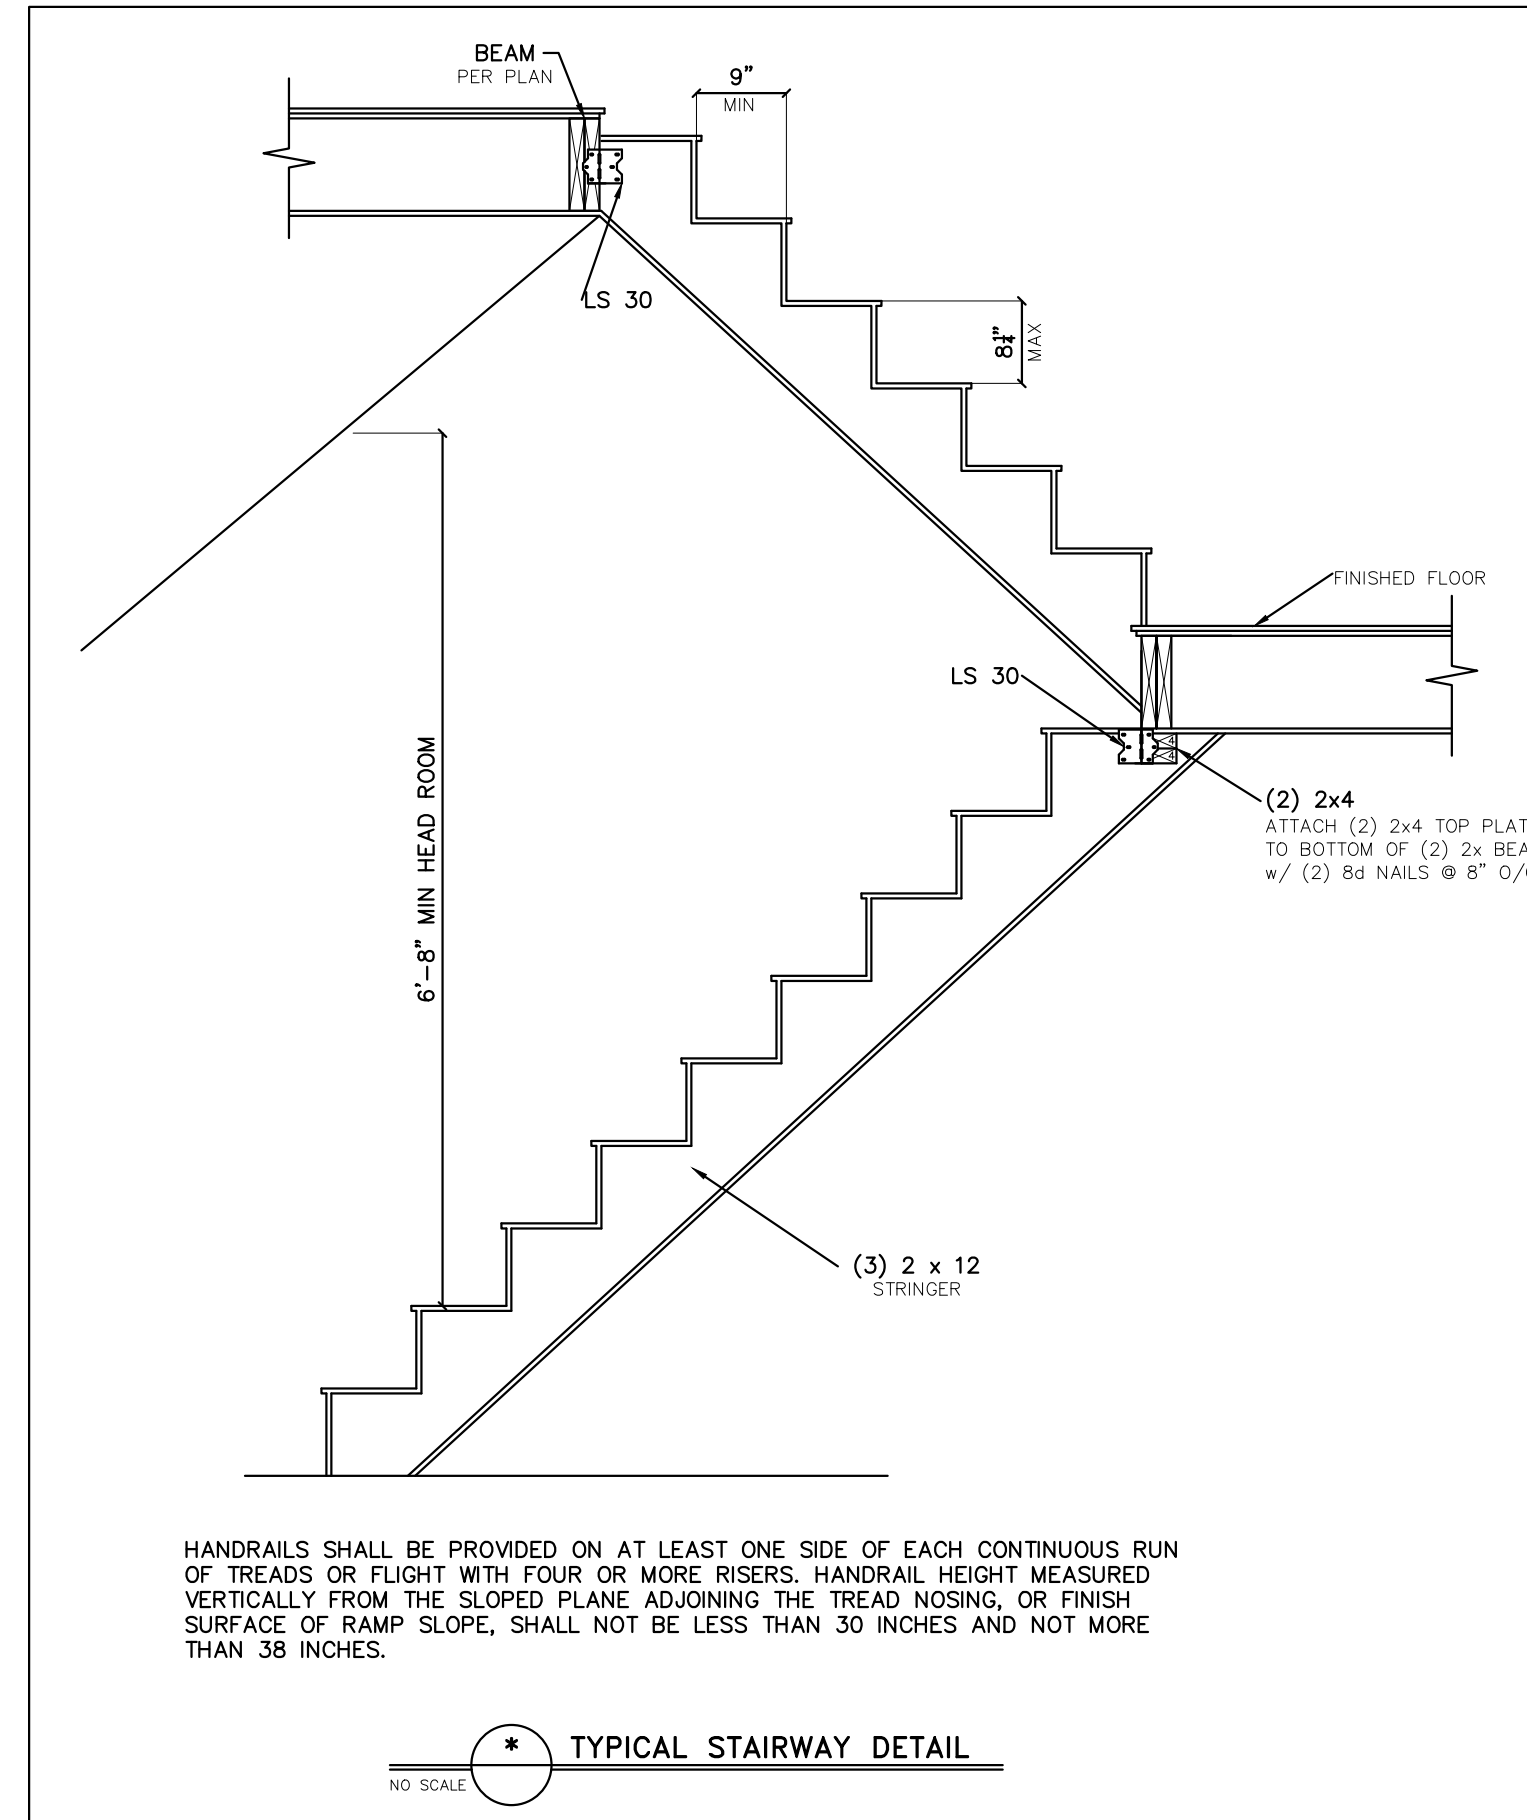 BEAM
PER PLAN
9"
MIN
LS 30
8 1/4"
MAX
FINISHED FLOOR
LS 30
6'-8" MIN HEAD ROOM
4
4
(2) 2x4
ATTACH (2) 2x4 TOP PLAT
TO BOTTOM OF (2) 2x BEA
w/ (2) 8d NAILS @ 8" O/
(3) 2 x 12
STRINGER
HANDRAILS SHALL BE PROVIDED ON AT LEAST ONE SIDE OF EACH CONTINUOUS RUN
OF TREADS OR FLIGHT WITH FOUR OR MORE RISERS. HANDRAIL HEIGHT MEASURED
VERTICALLY FROM THE SLOPED PLANE ADJOINING THE TREAD NOSING, OR FINISH
SURFACE OF RAMP SLOPE, SHALL NOT BE LESS THAN 30 INCHES AND NOT MORE
THAN 38 INCHES.
* TYPICAL STAIRWAY DETAIL
NO SCALE